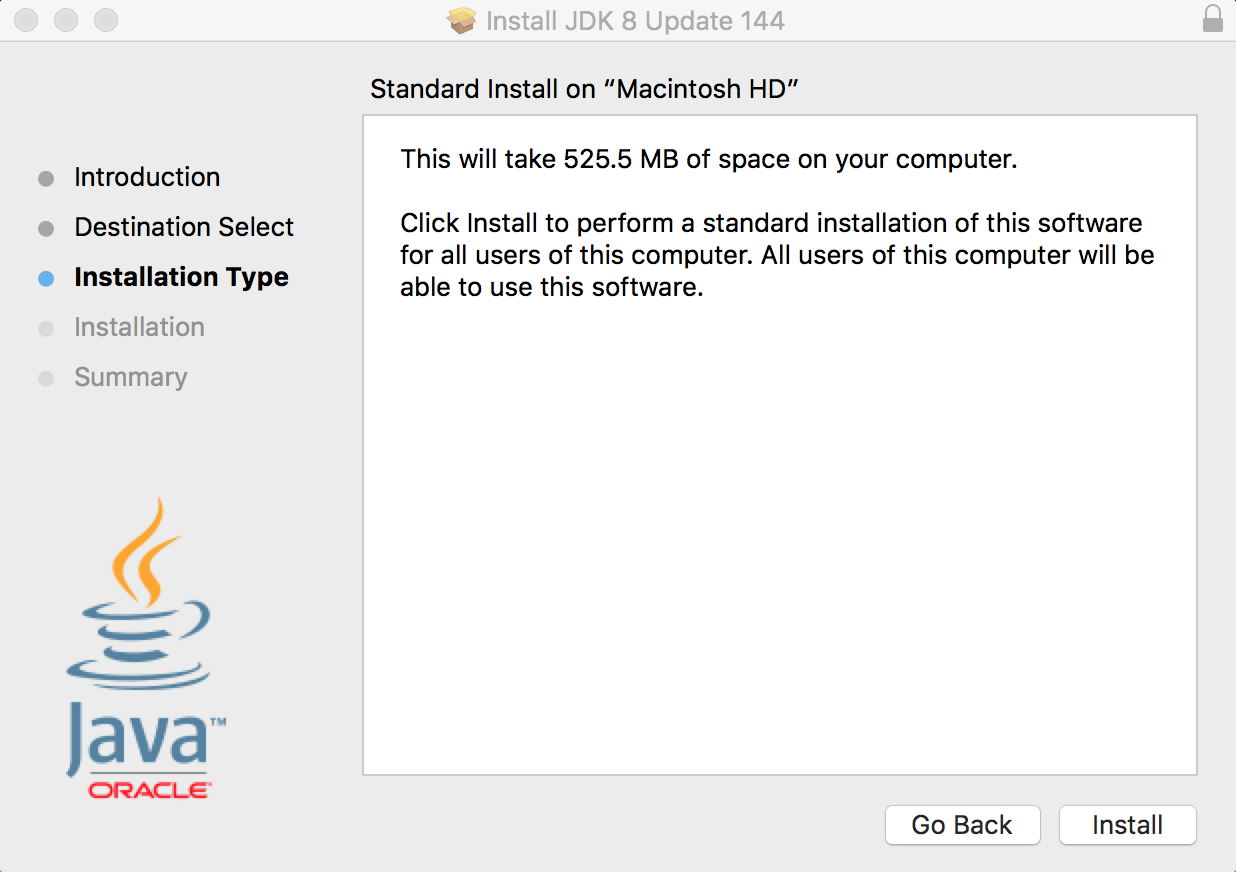 Install JDK 8 Update 144
Standard Install on “Macintosh HD”
Introduction
Destination Select
Installation Type
Installation
Summary
This will take 525.5 MB of space on your computer.
Click Install to perform a standard installation of this software
for all users of this computer. All users of this computer will be
able to use this software.
Java™
ORACLE
Go Back
Install